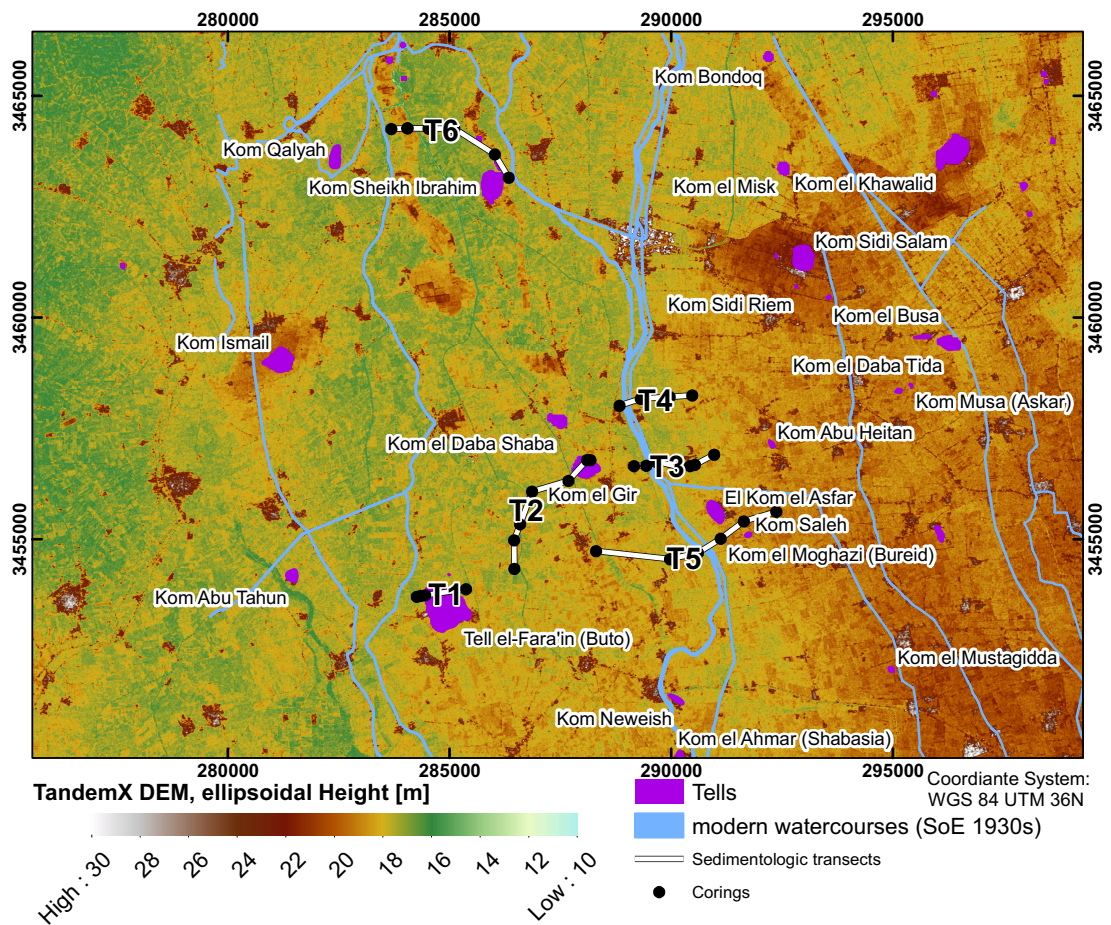 280000 285000 290000 295000
3465000 3465000
3460000 3460000
3455000 3455000
Kom Bondoq
T6
Kom Qalyah
Kom Sheikh Ibrahim
Kom el Misk
Kom el Khawalid
Kom Sidi Salam
Kom Sidi Riem
Kom el Busa
Kom Ismail
Kom el Daba Tida
T4
Kom Musa (Askar)
Kom Abu Heitan
Kom el Daba Shaba
T3
Kom el Gir
El Kom el Asfar
T2
Kom Saleh
T5
Kom el Moghazi (Bureid)
T1
Kom Abu Tahun
Tell el-Fara'in (Buto)
Kom el Mustagidda
Kom Neweish
Kom el Ahmar (Shabasia)
280000 285000 290000 295000
TandemX DEM, ellipsoidal Height [m]
High : 30 28 26 24 22 20 18 16 14 12 Low : 10
Tells
modern watercourses (SoE 1930s)
Sedimentologic transects
Corings
Coordiante System:
WGS 84 UTM 36N